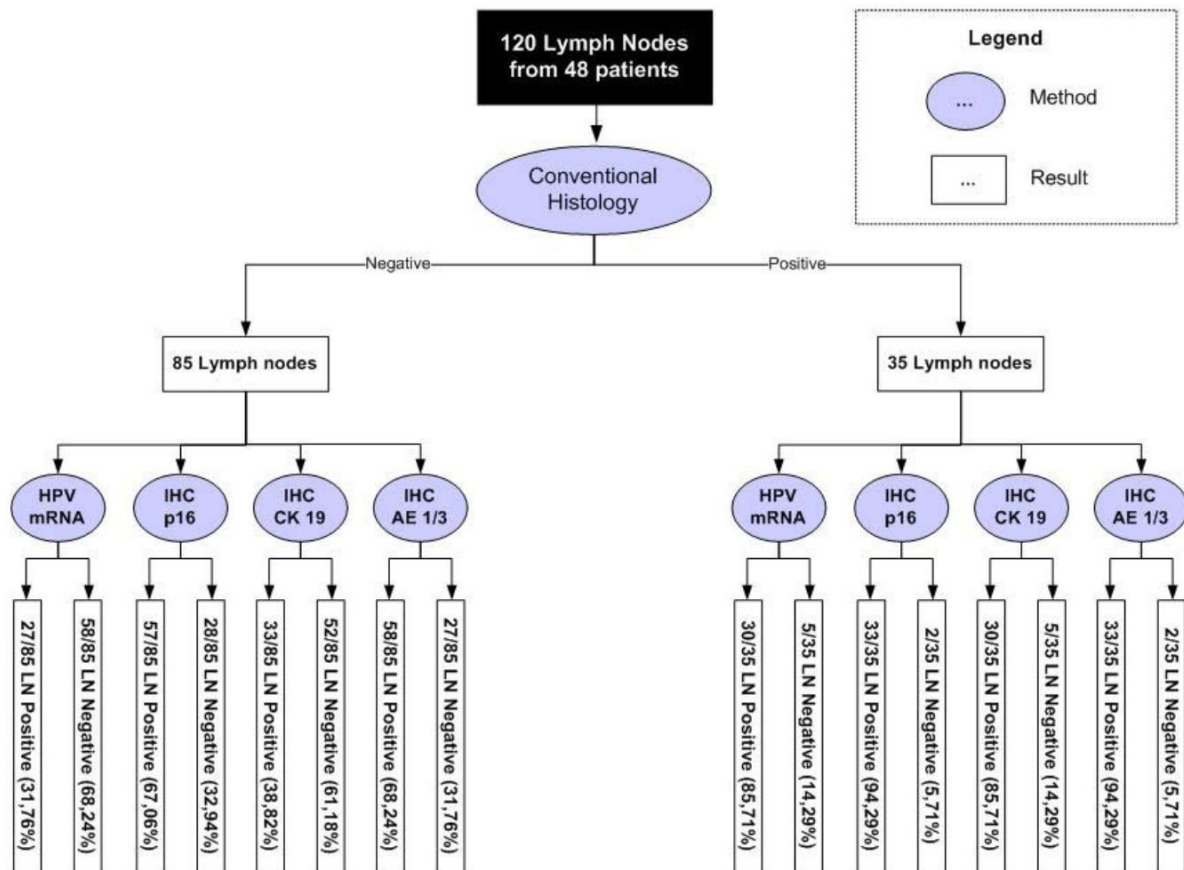 120 Lymph Nodes
from 48 patients
Legend
...
Method
...
Result
Conventional
Histology
Negative
Positive
85 Lymph nodes
35 Lymph nodes
HPV
mRNA
IHC
p16
IHC
CK 19
IHC
AE 1/3
HPV
mRNA
IHC
p16
IHC
CK 19
IHC
AE 1/3
27/85 LN Positive (31,76%)
58/85 LN Negative (68,24%)
57/85 LN Positive (67,06%)
28/85 LN Negative (32,94%)
33/85 LN Positive (38,82%)
52/85 LN Negative (61,18%)
58/85 LN Positive (68,24%)
27/85 LN Negative (31,76%)
30/35 LN Positive (85,71%)
5/35 LN Negative (14,29%)
33/35 LN Positive (94,29%)
2/35 LN Negative (5,71%)
30/35 LN Positive (85,71%)
5/35 LN Negative (14,29%)
33/35 LN Positive (94,29%)
2/35 LN Negative (5,71%)